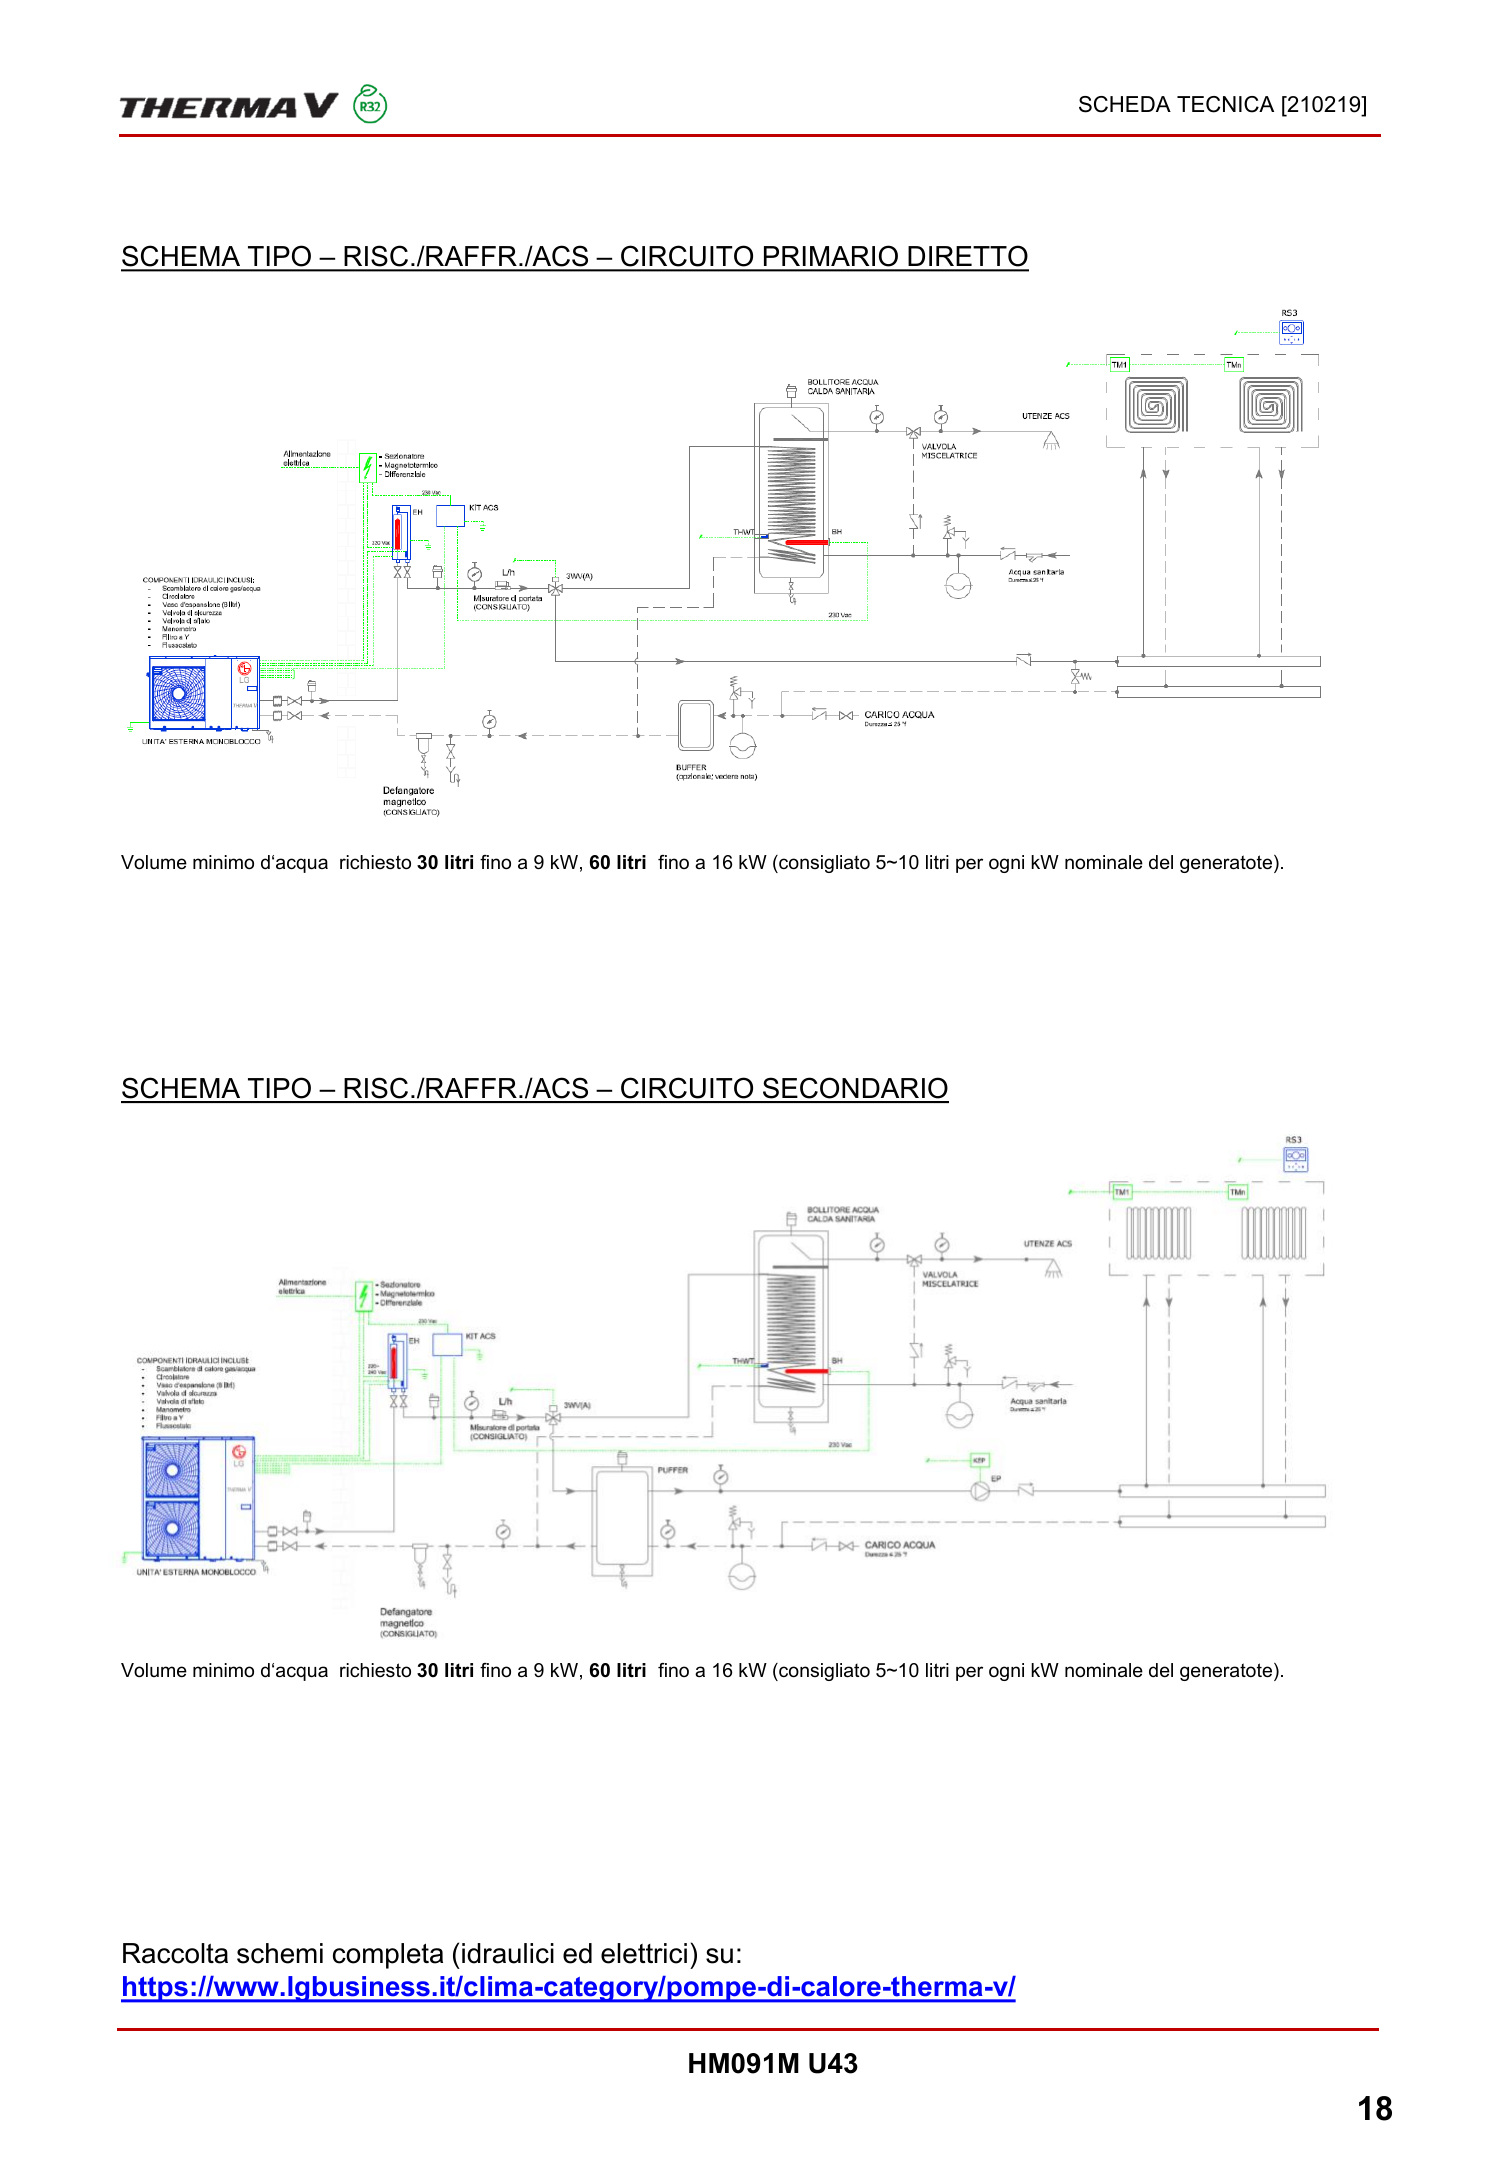 THERMA V R32
SCHEDA TECNICA [210219]
SCHEMA TIPO – RISC./RAFFR./ACS – CIRCUITO PRIMARIO DIRETTO
RS3
TM1
TMn
BOLLITORE ACQUA
CALDA SANITARIA
UTENZE ACS
VALVOLA
MISCELATRICE
Alimentazione
elettrica
- Sezionatore
- Magnetotermico
- Differenziale
230 Vac
EH
KIT ACS
THWT
BH
L/h
3WV(A)
Misuratore di portata
(CONSIGLIATO)
Acqua sanitaria
230 Vac
COMPONENTI IDRAULICI INCLUSI:
- Scambiatore di calore gas/acqua
- Circolatore
- Vaso d'espansione (8 litri)
- Valvola di sicurezza
- Valvola di sfiato
- Manometro
- Filtro a Y
- Flussostato
LG
THERMA V
UNITA' ESTERNA MONOBLOCCO
CARICO ACQUA
BUFFER
(opzionale; vedere nota)
Defangatore
magnetico
(CONSIGLIATO)
Volume minimo d‘acqua  richiesto 30 litri fino a 9 kW, 60 litri  fino a 16 kW (consigliato 5~10 litri per ogni kW nominale del generatote).
SCHEMA TIPO – RISC./RAFFR./ACS – CIRCUITO SECONDARIO
RS3
TM1
TMn
BOLLITORE ACQUA
CALDA SANITARIA
UTENZE ACS
VALVOLA
MISCELATRICE
Alimentazione
elettrica
- Sezionatore
- Magnetotermico
- Differenziale
230 Vac
EH
KIT ACS
220~
240 Vac
THWT
BH
L/h
3WV(A)
Misuratore di portata
(CONSIGLIATO)
Acqua sanitaria
230 Vac
COMPONENTI IDRAULICI INCLUSI:
- Scambiatore di calore gas/acqua
- Circolatore
- Vaso d'espansione (8 litri)
- Valvola di sicurezza
- Valvola di sfiato
- Manometro
- Filtro a Y
- Flussostato
LG
THERMA V
PUFFER
KEP
EP
CARICO ACQUA
UNITA' ESTERNA MONOBLOCCO
Defangatore
magnetico
(CONSIGLIATO)
Volume minimo d‘acqua  richiesto 30 litri fino a 9 kW, 60 litri  fino a 16 kW (consigliato 5~10 litri per ogni kW nominale del generatote).
Raccolta schemi completa (idraulici ed elettrici) su:
https://www.lgbusiness.it/clima-category/pompe-di-calore-therma-v/
HM091M U43
18